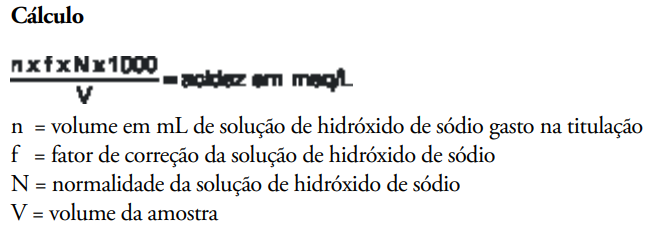 Cálculo
n x f x N x 1000
V
= acidez em meq/L
n = volume em mL de solução de hidróxido de sódio gasto na titulação
f = fator de correção da solução de hidróxido de sódio
N = normalidade da solução de hidróxido de sódio
V = volume da amostra